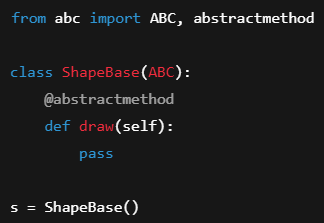 from abc import ABC, abstractmethod
class ShapeBase(ABC):
    @abstractmethod
    def draw(self):
        pass
s = ShapeBase()